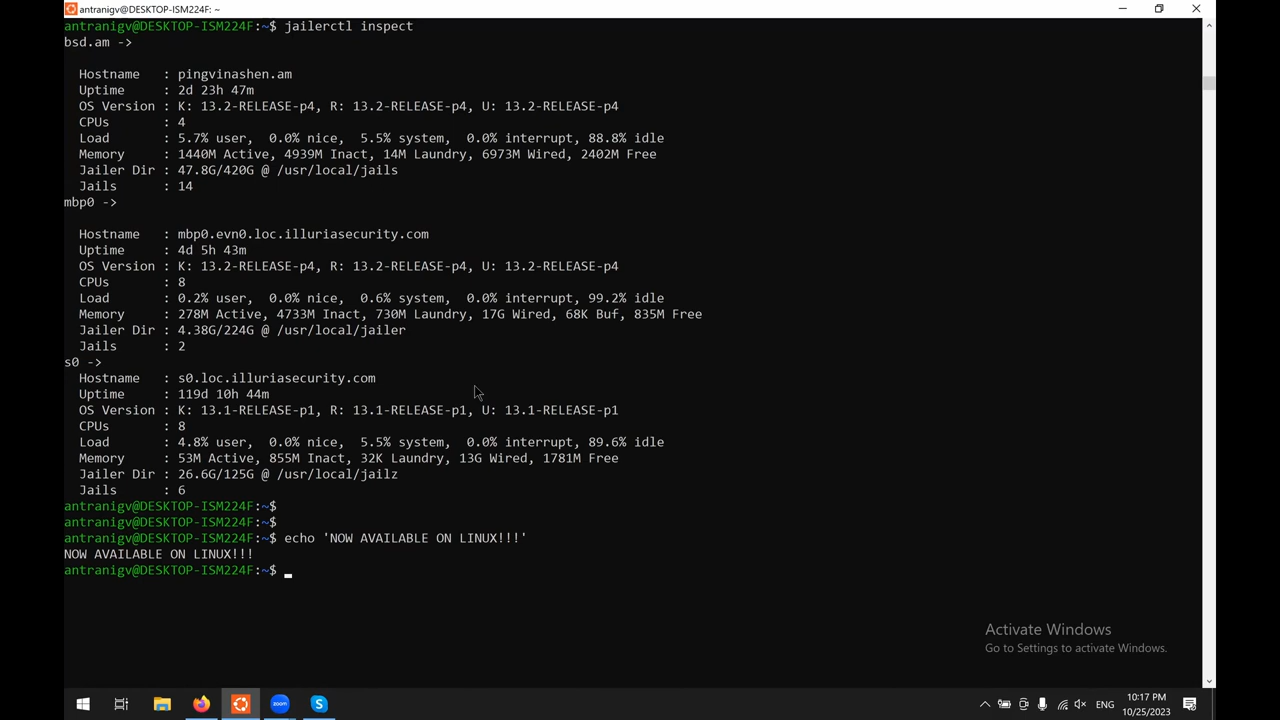 antranigv@DESKTOP-ISM224F: ~
antranigv@DESKTOP-ISM224F:~$ jailerctl inspect
bsd.am ->
Hostname : pingvinashen.am
Uptime : 2d 23h 47m
OS Version : K: 13.2-RELEASE-p4, R: 13.2-RELEASE-p4, U: 13.2-RELEASE-p4
CPUs : 4
Load : 5.7% user, 0.0% nice, 5.5% system, 0.0% interrupt, 88.8% idle
Memory : 1440M Active, 4939M Inact, 14M Laundry, 6973M Wired, 2402M Free
Jailer Dir : 47.8G/420G @ /usr/local/jails
Jails : 14
mbp0 ->
Hostname : mbp0.evn0.loc.illuriasecurity.com
Uptime : 4d 5h 43m
OS Version : K: 13.2-RELEASE-p4, R: 13.2-RELEASE-p4, U: 13.2-RELEASE-p4
CPUs : 8
Load : 0.2% user, 0.0% nice, 0.6% system, 0.0% interrupt, 99.2% idle
Memory : 278M Active, 4733M Inact, 730M Laundry, 17G Wired, 68K Buf, 835M Free
Jailer Dir : 4.38G/224G @ /usr/local/jailer
Jails : 2
s0 ->
Hostname : s0.loc.illuriasecurity.com
Uptime : 119d 10h 44m
OS Version : K: 13.1-RELEASE-p1, R: 13.1-RELEASE-p1, U: 13.1-RELEASE-p1
CPUs : 8
Load : 4.8% user, 0.0% nice, 5.5% system, 0.0% interrupt, 89.6% idle
Memory : 53M Active, 855M Inact, 32K Laundry, 13G Wired, 1781M Free
Jailer Dir : 26.6G/125G @ /usr/local/jailz
Jails : 6
antranigv@DESKTOP-ISM224F:~$
antranigv@DESKTOP-ISM224F:~$
antranigv@DESKTOP-ISM224F:~$ echo 'NOW AVAILABLE ON LINUX!!!'
NOW AVAILABLE ON LINUX!!!
antranigv@DESKTOP-ISM224F:~$
Activate Windows
Go to Settings to activate Windows.
zoom
ENG
10:17 PM
10/25/2023